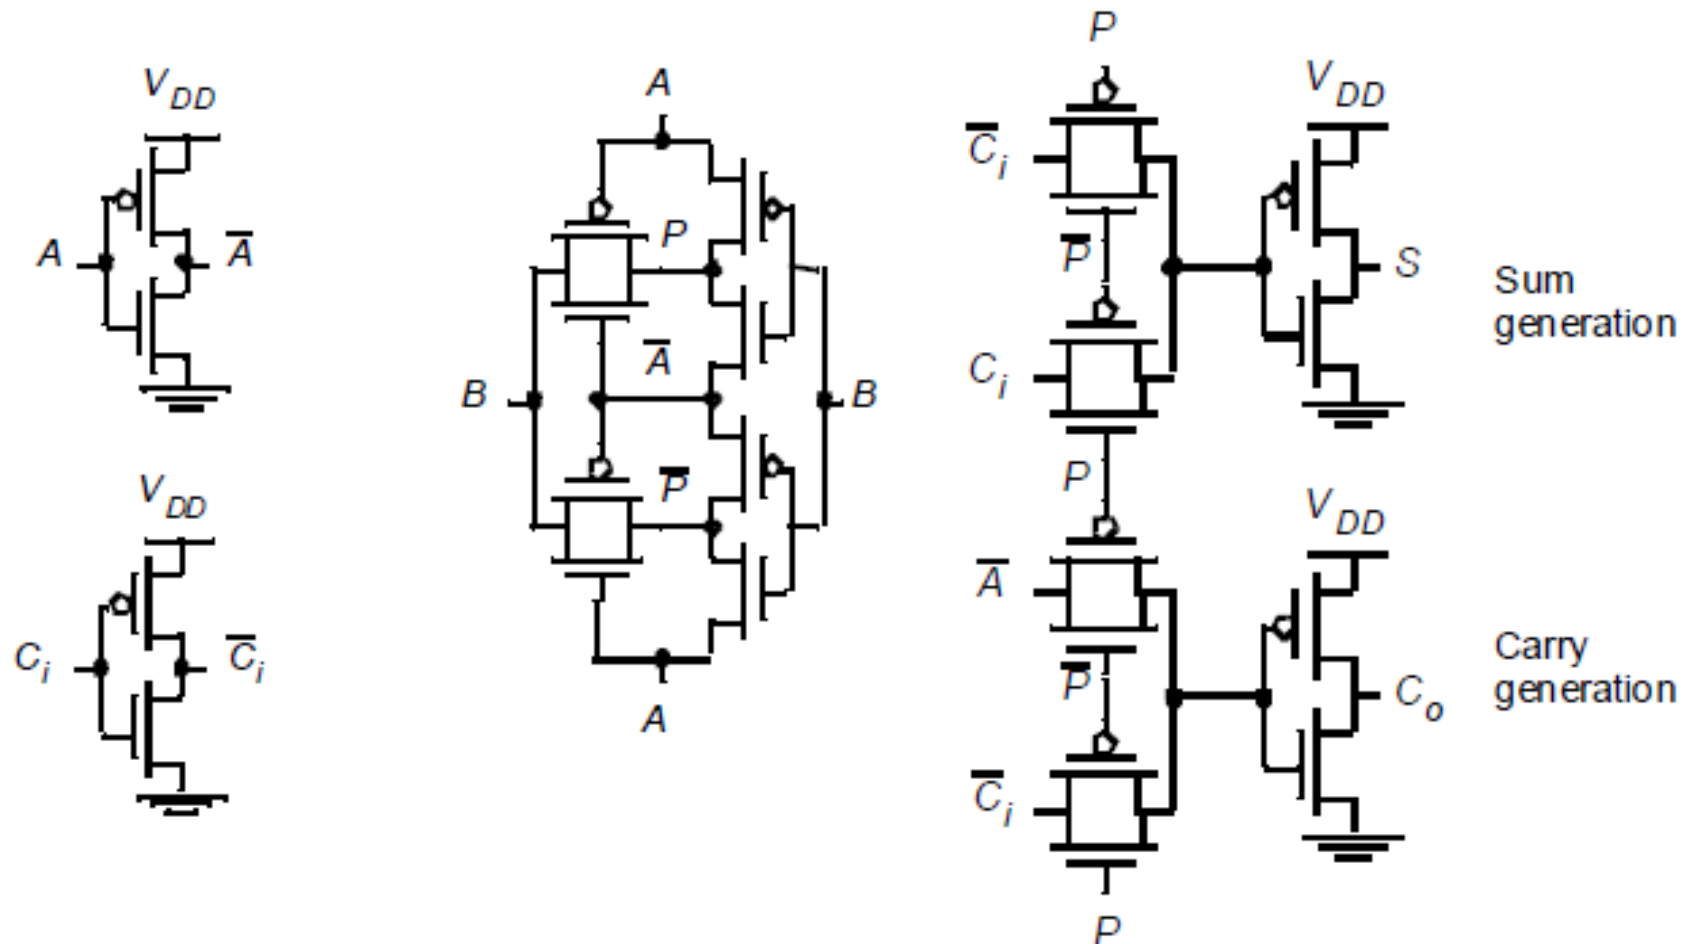 V_DD
A
A̅
V_DD
C_i
C̅_i
A
P
A̅
B
B
P̅
A
P
C̅_i
P̅
C_i
P
A̅
P̅
C̅_i
P
V_DD
S
Sum
generation
V_DD
C_o
Carry
generation